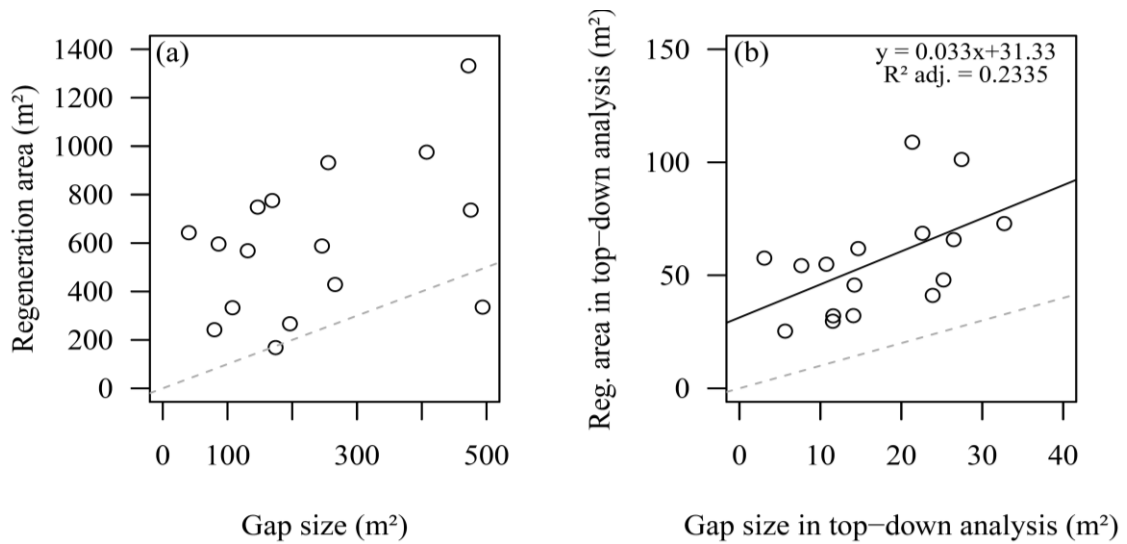 (a)
Regeneration area (m²)
1400
1200
1000
800
600
400
200
0
0 100 300 500
Gap size (m²)
(b)
y = 0.033x+31.33
R² adj. = 0.2335
Reg. area in top−down analysis (m²)
150
100
50
0
0 10 20 30 40
Gap size in top−down analysis (m²)